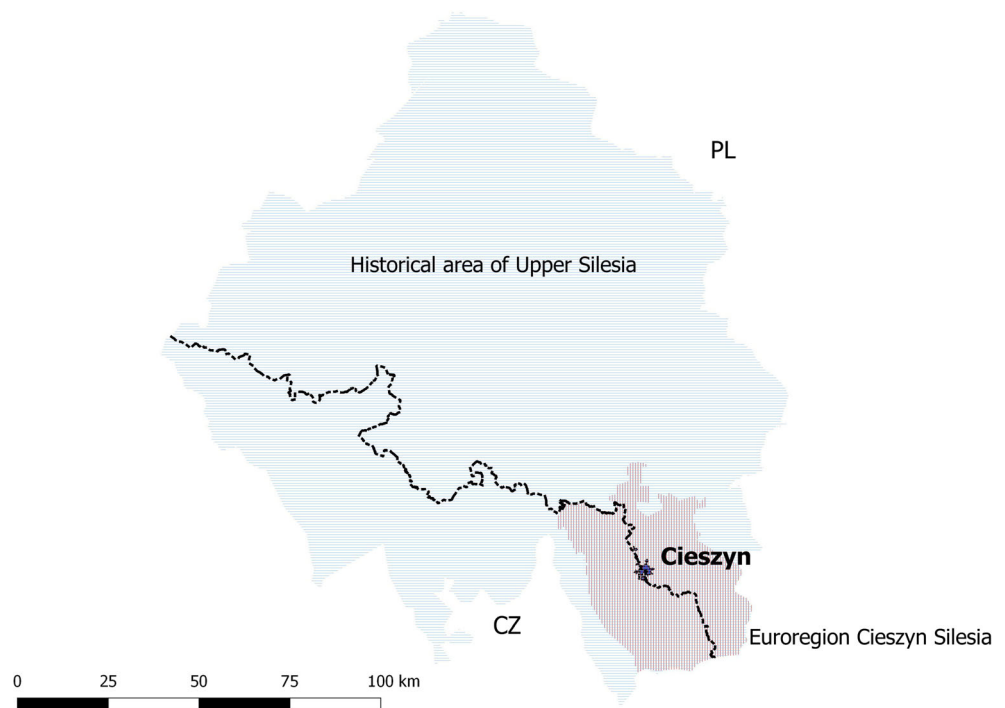 PL
Historical area of Upper Silesia
Cieszyn
CZ
Euroregion Cieszyn Silesia
0 25 50 75 100 km